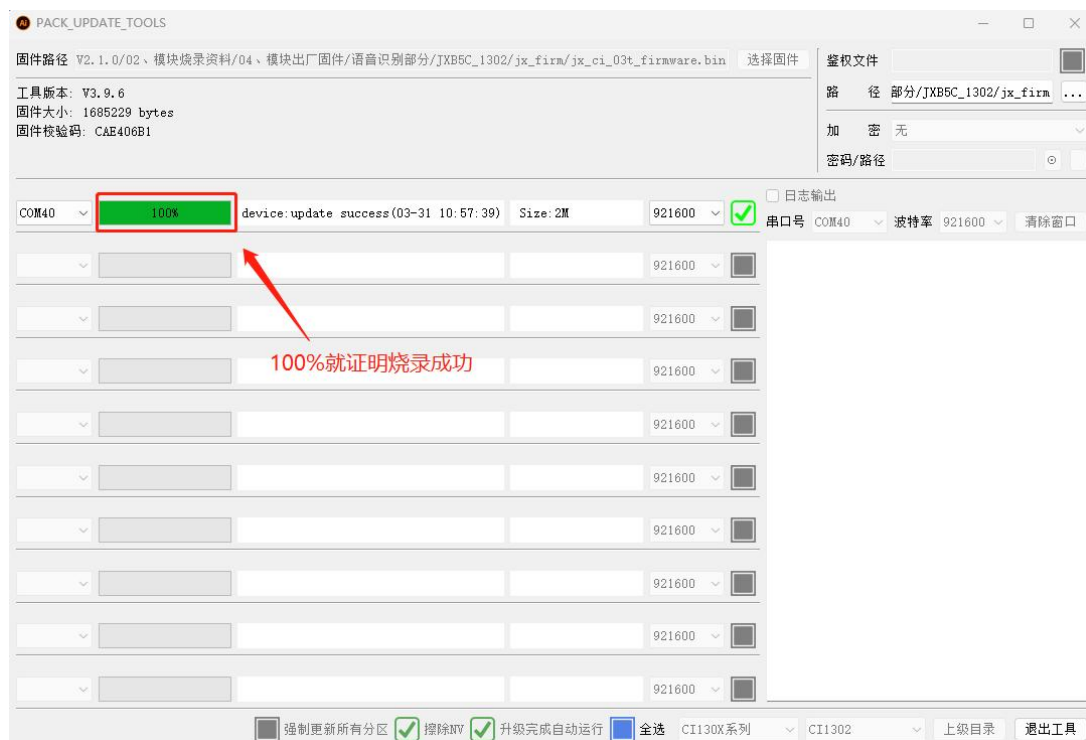 PACK_UPDATE_TOOLS
固件路径 V2.1.0/02、模块烧录资料/04、模块出厂固件/语音识别部分/JXB5C_1302/jx_firm/jx_ci_03t_firmware.bin 选择固件
工具版本: V3.9.6
固件大小: 1685229 bytes
固件校验码: CAE406B1
鉴权文件
路 径 部分/JXB5C_1302/jx_firm ...
加 密 无
密码/路径
COM40 100% device:update success(03-31 10:57:39) Size:2M 921600
日志输出
串口号 COM40 波特率 921600 清除窗口
921600
921600
100%就证明烧录成功
921600
921600
921600
921600
921600
921600
921600
强制更新所有分区 擦除NV 升级完成自动运行 全选 CI130X系列 CI1302 上级目录 退出工具